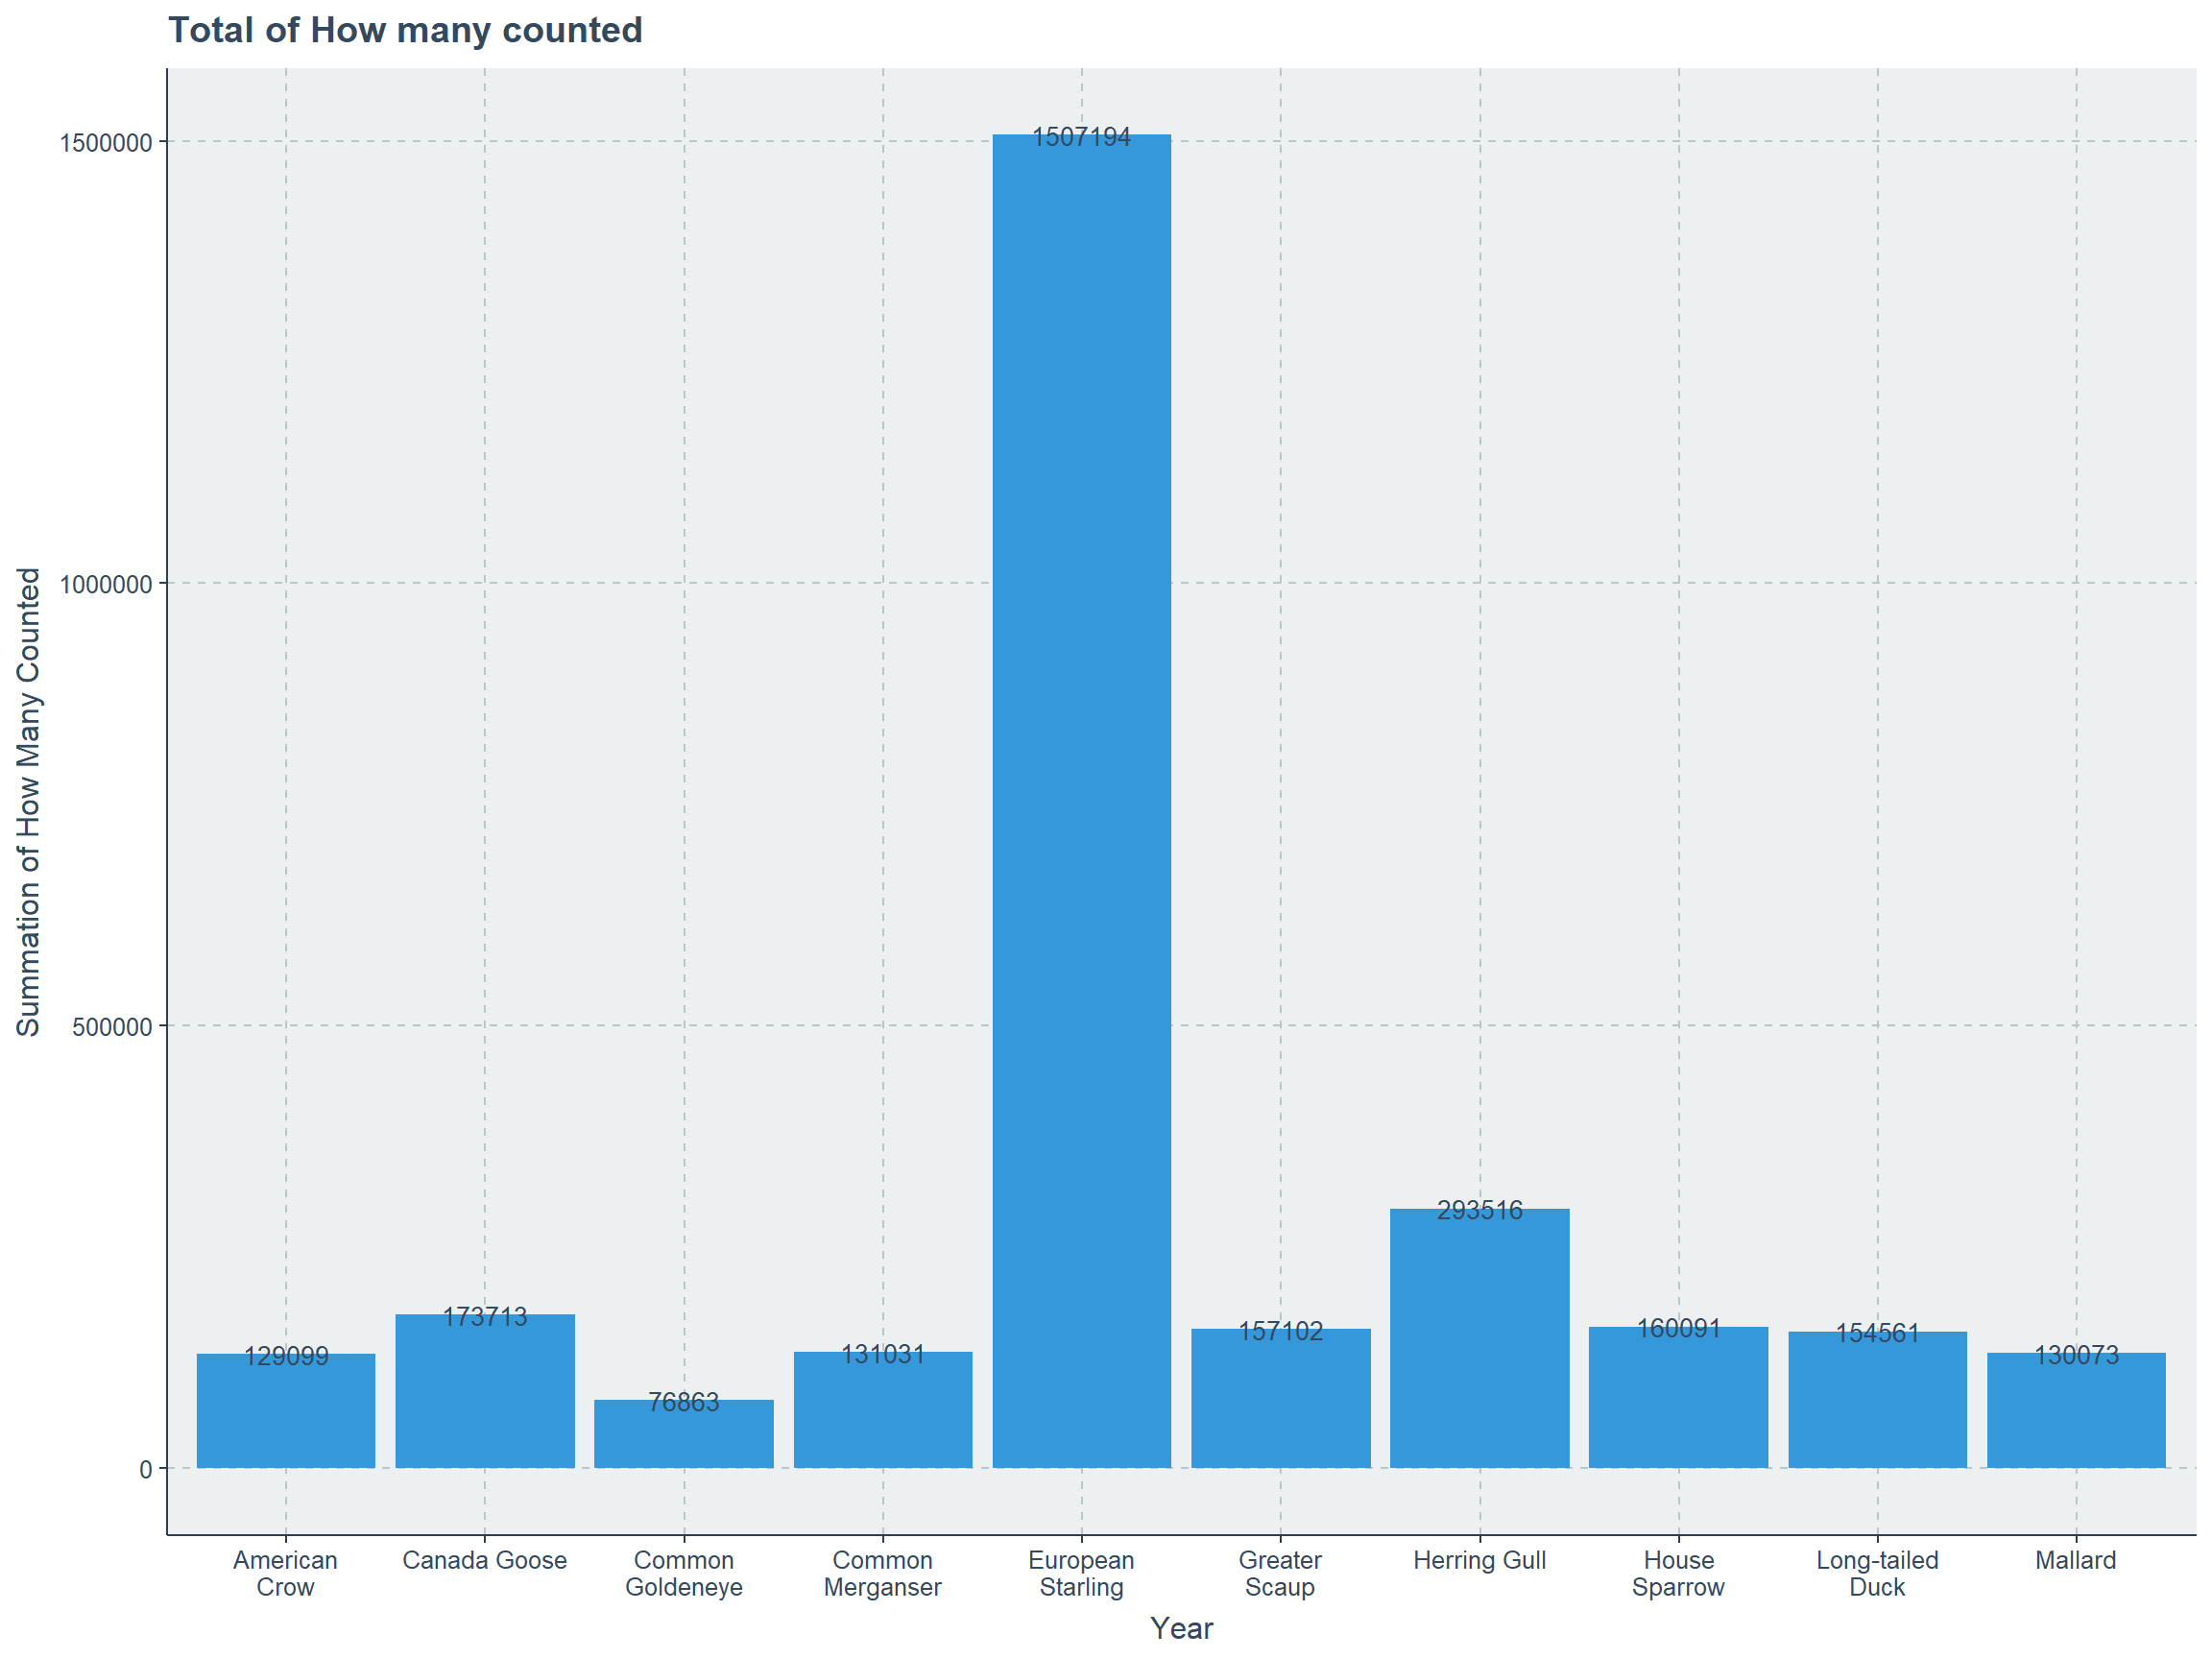 Total of How many counted
Summation of How Many Counted
1500000
1000000
500000
0
1507194
293516
173713
157102
160091
154561
129099
131031
130073
76863
American
Crow
Canada Goose
Common
Goldeneye
Common
Merganser
European
Starling
Greater
Scaup
Herring Gull
House
Sparrow
Long-tailed
Duck
Mallard
Year